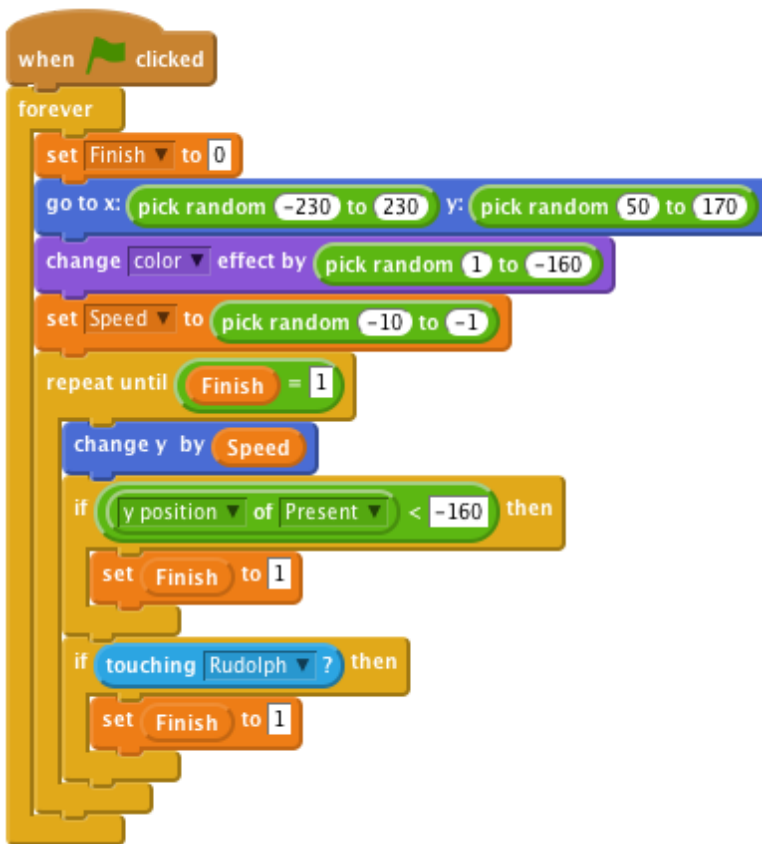 when clicked
forever
set Finish ▼ to 0
go to x: pick random -230 to 230 y: pick random 50 to 170
change color ▼ effect by pick random 1 to -160
set Speed ▼ to pick random -10 to -1
repeat until Finish = 1
change y by Speed
if y position ▼ of Present ▼ < -160 then
set Finish to 1
if touching Rudolph ▼ ? then
set Finish to 1